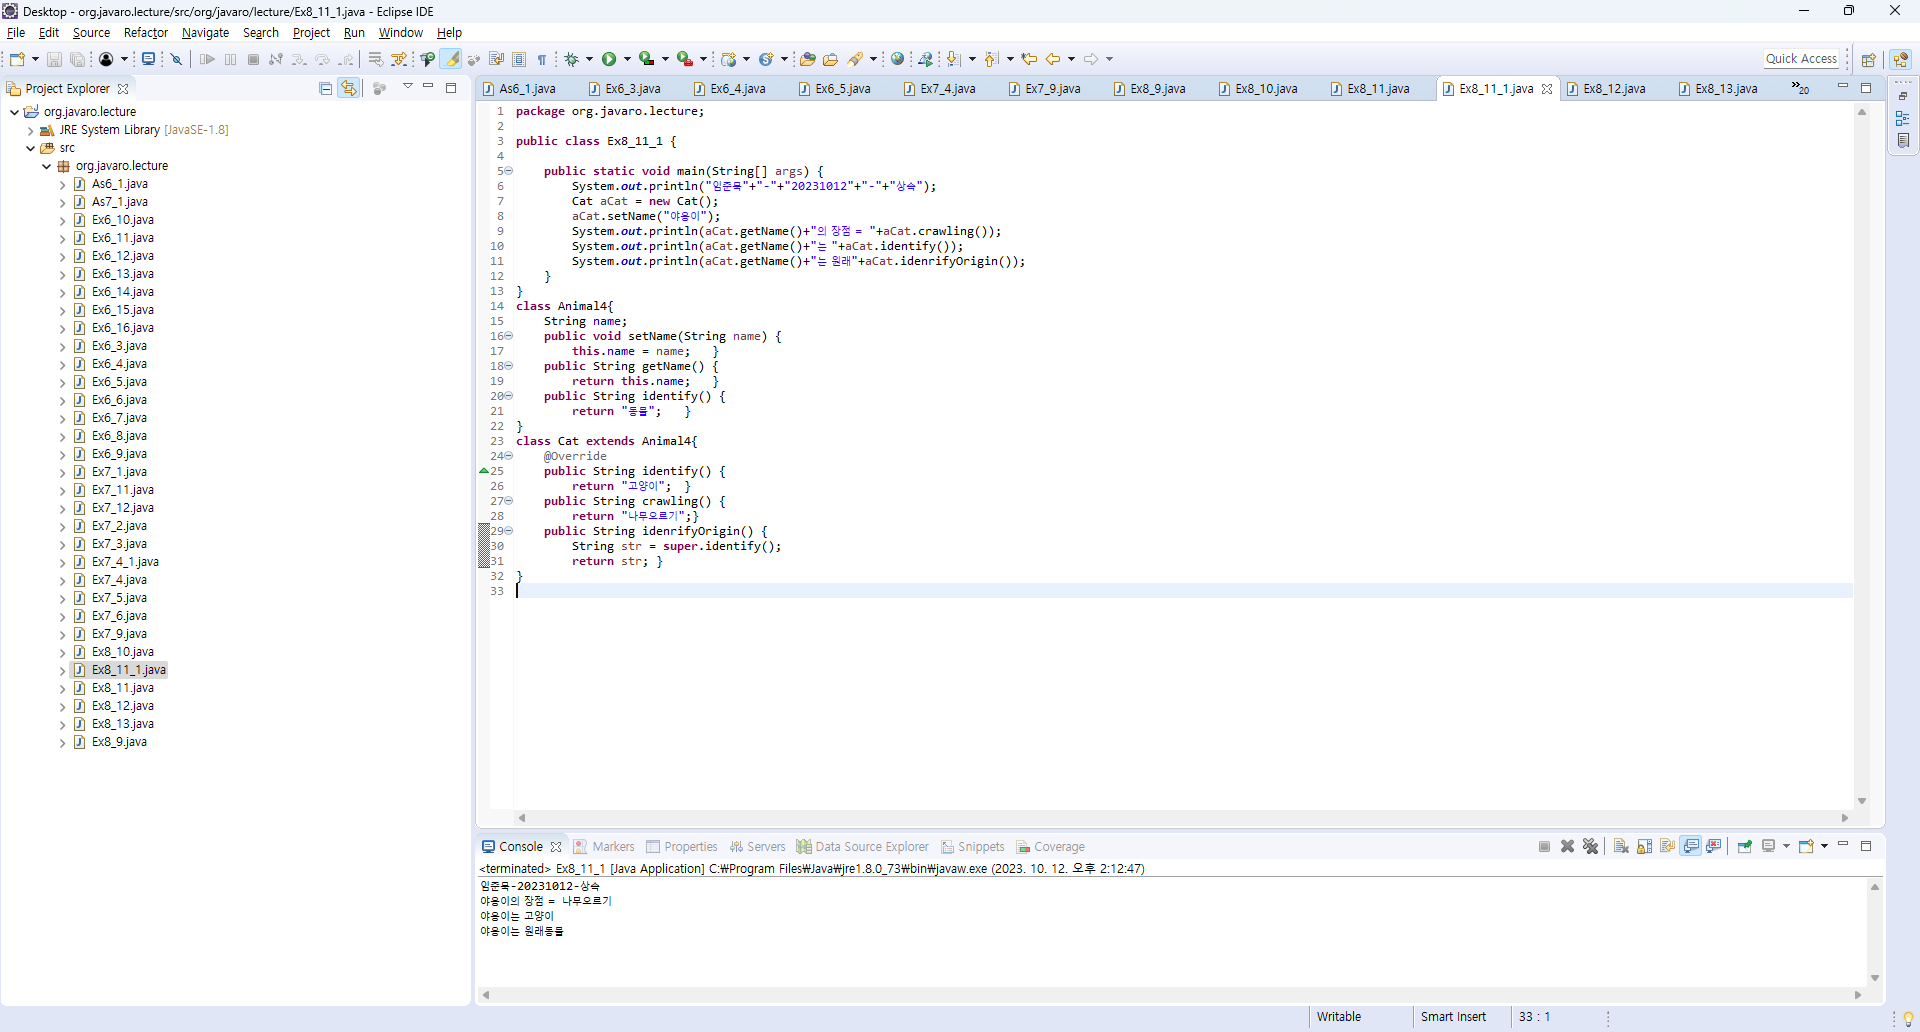 Desktop - org.javaro.lecture/src/org/javaro/lecture/Ex8_11_1.java - Eclipse IDE
File Edit Source Refactor Navigate Search Project Run Window Help
Quick Access
Project Explorer
org.javaro.lecture
JRE System Library [JavaSE-1.8]
src
org.javaro.lecture
As6_1.java
As7_1.java
Ex6_10.java
Ex6_11.java
Ex6_12.java
Ex6_13.java
Ex6_14.java
Ex6_15.java
Ex6_16.java
Ex6_3.java
Ex6_4.java
Ex6_5.java
Ex6_6.java
Ex6_7.java
Ex6_8.java
Ex6_9.java
Ex7_1.java
Ex7_11.java
Ex7_12.java
Ex7_2.java
Ex7_3.java
Ex7_4_1.java
Ex7_4.java
Ex7_5.java
Ex7_6.java
Ex7_9.java
Ex8_10.java
Ex8_11_1.java
Ex8_11.java
Ex8_12.java
Ex8_13.java
Ex8_9.java
As6_1.java Ex6_3.java Ex6_4.java Ex6_5.java Ex7_4.java Ex7_9.java Ex8_9.java Ex8_10.java Ex8_11.java Ex8_11_1.java Ex8_12.java Ex8_13.java »20
1 package org.javaro.lecture;
2
3 public class Ex8_11_1 {
4
5 public static void main(String[] args) {
6 System.out.println("임준묵"+"-"+"20231012"+"-"+"상속");
7 Cat aCat = new Cat();
8 aCat.setName("야옹이");
9 System.out.println(aCat.getName()+"의 장점 = "+aCat.crawling());
10 System.out.println(aCat.getName()+"는 "+aCat.identify());
11 System.out.println(aCat.getName()+"는 원래"+aCat.idenrifyOrigin());
12 }
13 }
14 class Animal4{
15 String name;
16 public void setName(String name) {
17 this.name = name; }
18 public String getName() {
19 return this.name; }
20 public String identify() {
21 return "동물"; }
22 }
23 class Cat extends Animal4{
24 @Override
25 public String identify() {
26 return "고양이"; }
27 public String crawling() {
28 return "나무오르기";}
29 public String idenrifyOrigin() {
30 String str = super.identify();
31 return str; }
32 }
33
Console Markers Properties Servers Data Source Explorer Snippets Coverage
<terminated> Ex8_11_1 [Java Application] C:₩Program Files₩Java₩jre1.8.0_73₩bin₩javaw.exe (2023. 10. 12. 오후 2:12:47)
임준묵-20231012-상속
야옹이의 장점 = 나무오르기
야옹이는 고양이
야옹이는 원래동물
Writable Smart Insert 33 : 1